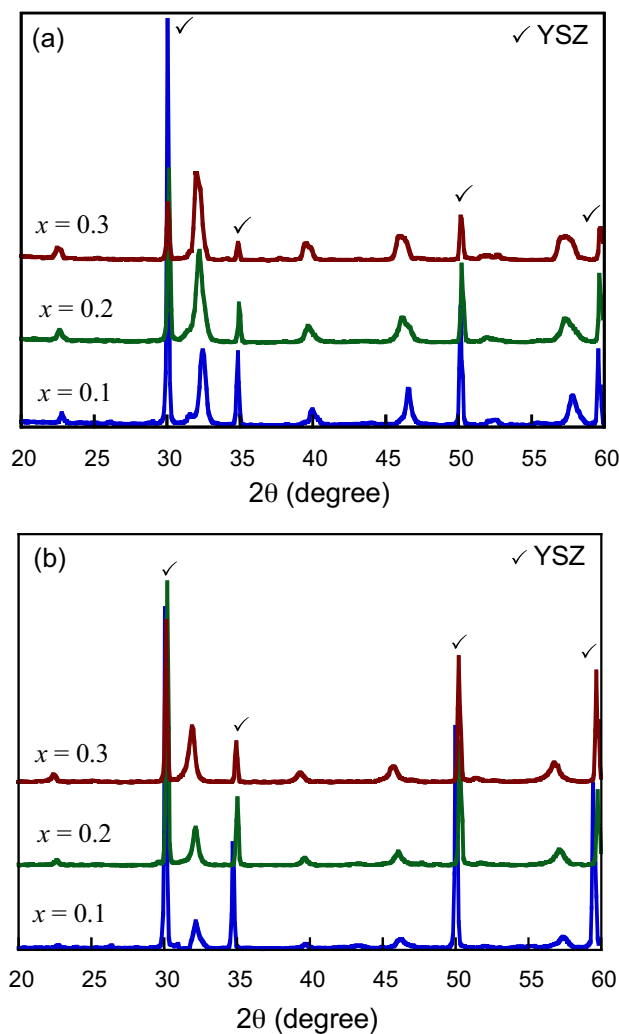 (a)
✓
✓ YSZ
✓
✓
✓
x = 0.3
x = 0.2
x = 0.1
20 25 30 35 40 45 50 55 60
2θ (degree)
(b)
✓
✓ YSZ
✓
✓
✓
x = 0.3
x = 0.2
x = 0.1
20 25 30 35 40 45 50 55 60
2θ (degree)